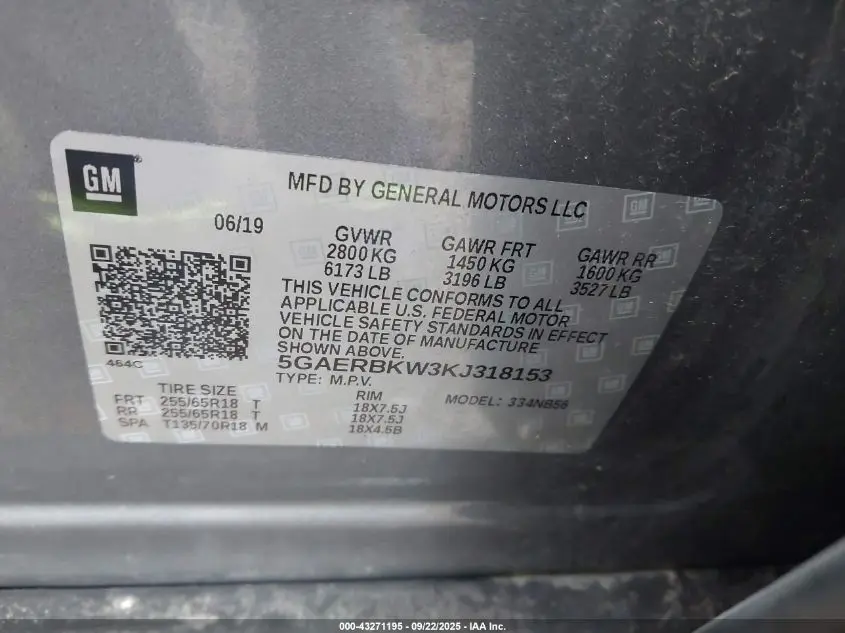 GM
MFD BY GENERAL MOTORS LLC
06/19
GVWR GAWR FRT GAWR RR
2800 KG 1450 KG 1600 KG
6173 LB 3196 LB 3527 LB
THIS VEHICLE CONFORMS TO ALL
APPLICABLE U.S. FEDERAL MOTOR
VEHICLE SAFETY STANDARDS IN EFFECT
ON THE DATE OF MANUFACTURE
SHOWN ABOVE.
464C
5GAERBKW3KJ318153
TYPE: M.P.V. MODEL: 334NB56
TIRE SIZE RIM
FRT 255/65R18 T 18X7.5J
RR 255/65R18 T 18X7.5J
SPA T135/70R18 M 18X4.5B
000-43271195 - 09/22/2025 - IAA Inc.